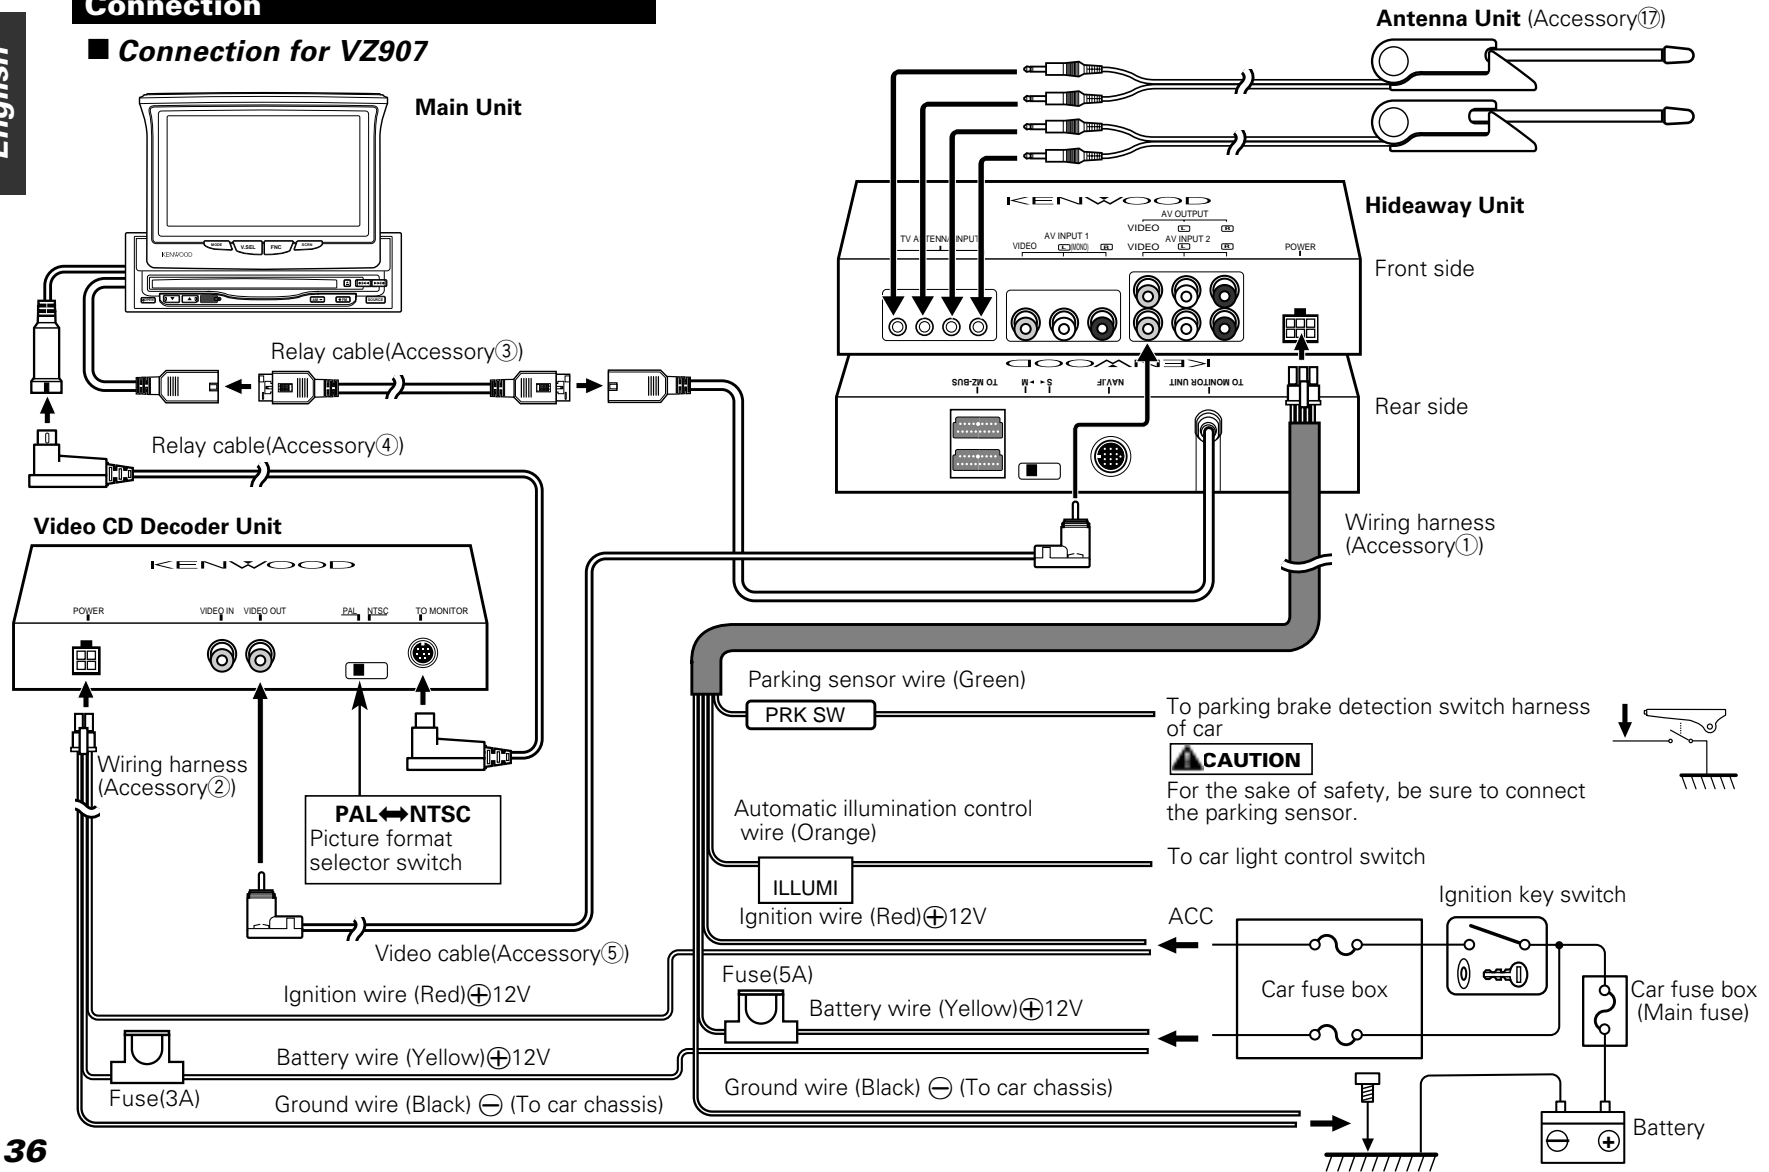 Connection
English
■ Connection for VZ907
Main Unit
Antenna Unit (Accessory⑰)
MODE
V.SEL
FNC
SCRN
KENWOOD
SOURCE
KENWOOD
Hideaway Unit
AV OUTPUT
VIDEO L R
TV ANTENNA INPUT
AV INPUT 1
VIDEO L (MONO) R
AV INPUT 2
VIDEO L R
POWER
Front side
KENWOOD
TO MZ-BUS
S ◄► M
NAV.IF
TO MONITOR UNIT
Rear side
Relay cable(Accessory③)
Relay cable(Accessory④)
Wiring harness
(Accessory①)
Video CD Decoder Unit
KENWOOD
POWER
VIDEO IN
VIDEO OUT
PAL
NTSC
TO MONITOR
Wiring harness
(Accessory②)
PAL↔NTSC
Picture format
selector switch
Video cable(Accessory⑤)
Parking sensor wire (Green)
PRK SW
To parking brake detection switch harness
of car
CAUTION
For the sake of safety, be sure to connect
the parking sensor.
Automatic illumination control
wire (Orange)
To car light control switch
ILLUMI
Ignition wire (Red)⊕12V
ACC
Ignition key switch
Fuse(5A)
Battery wire (Yellow)⊕12V
Car fuse box
Car fuse box
(Main fuse)
Ignition wire (Red)⊕12V
Battery wire (Yellow)⊕12V
Fuse(3A)
Ground wire (Black) ⊖ (To car chassis)
Ground wire (Black) ⊖ (To car chassis)
Battery
⊖ ⊕
36